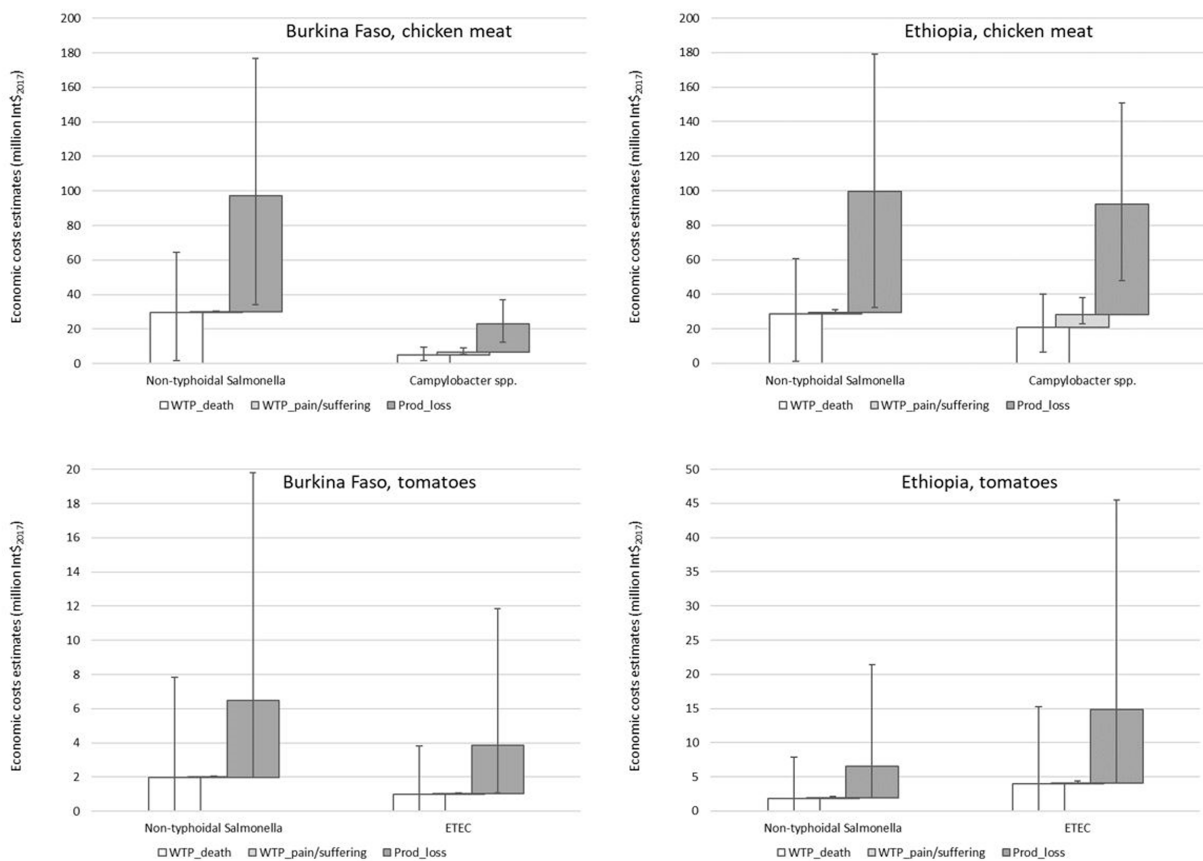 Burkina Faso, chicken meat
Economic costs estimates (million Int$2017)
200
180
160
140
120
100
80
60
40
20
0
Non-typhoidal Salmonella Campylobacter spp.
WTP_death WTP_pain/suffering Prod_loss
Ethiopia, chicken meat
Economic costs estimates (million Int$2017)
200
180
160
140
120
100
80
60
40
20
0
Non-typhoidal Salmonella Campylobacter spp.
WTP_death WTP_pain/suffering Prod_loss
Burkina Faso, tomatoes
Economic costs estimates (million Int$2017)
20
18
16
14
12
10
8
6
4
2
0
Non-typhoidal Salmonella ETEC
WTP_death WTP_pain/suffering Prod_loss
Ethiopia, tomatoes
Economic costs estimates (million Int$2017)
50
45
40
35
30
25
20
15
10
5
0
Non-typhoidal Salmonella ETEC
WTP_death WTP_pain/suffering Prod_loss